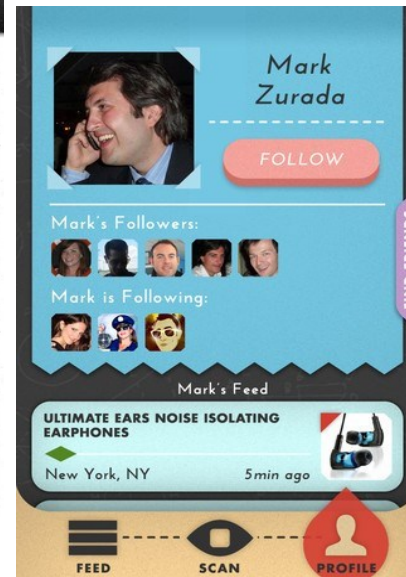 Mark
Zurada
FOLLOW
Mark's Followers:
Mark is Following:
Mark's Feed
ULTIMATE EARS NOISE ISOLATING
EARPHONES
New York, NY 5min ago
FEED SCAN PROFILE